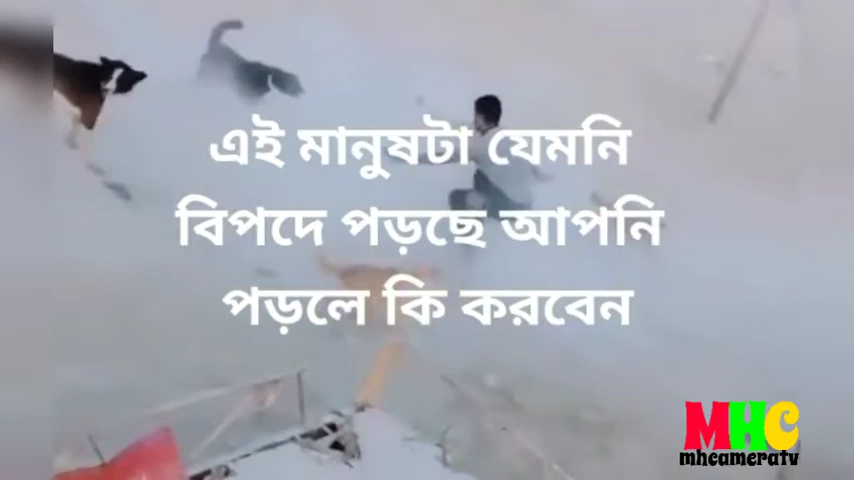 এই মানুষটা যেমনি
বিপদে পড়ছে আপনি
পড়লে কি করবেন
MHC
mhcameratv